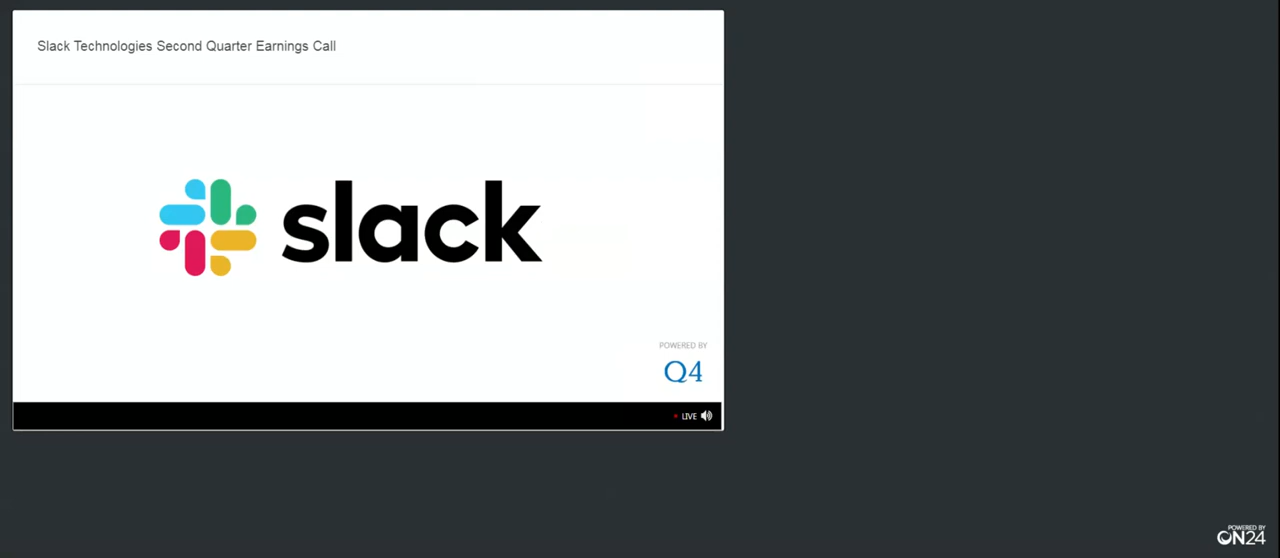 Slack Technologies Second Quarter Earnings Call
slack
POWERED BY
Q4
LIVE
POWERED BY
ON24